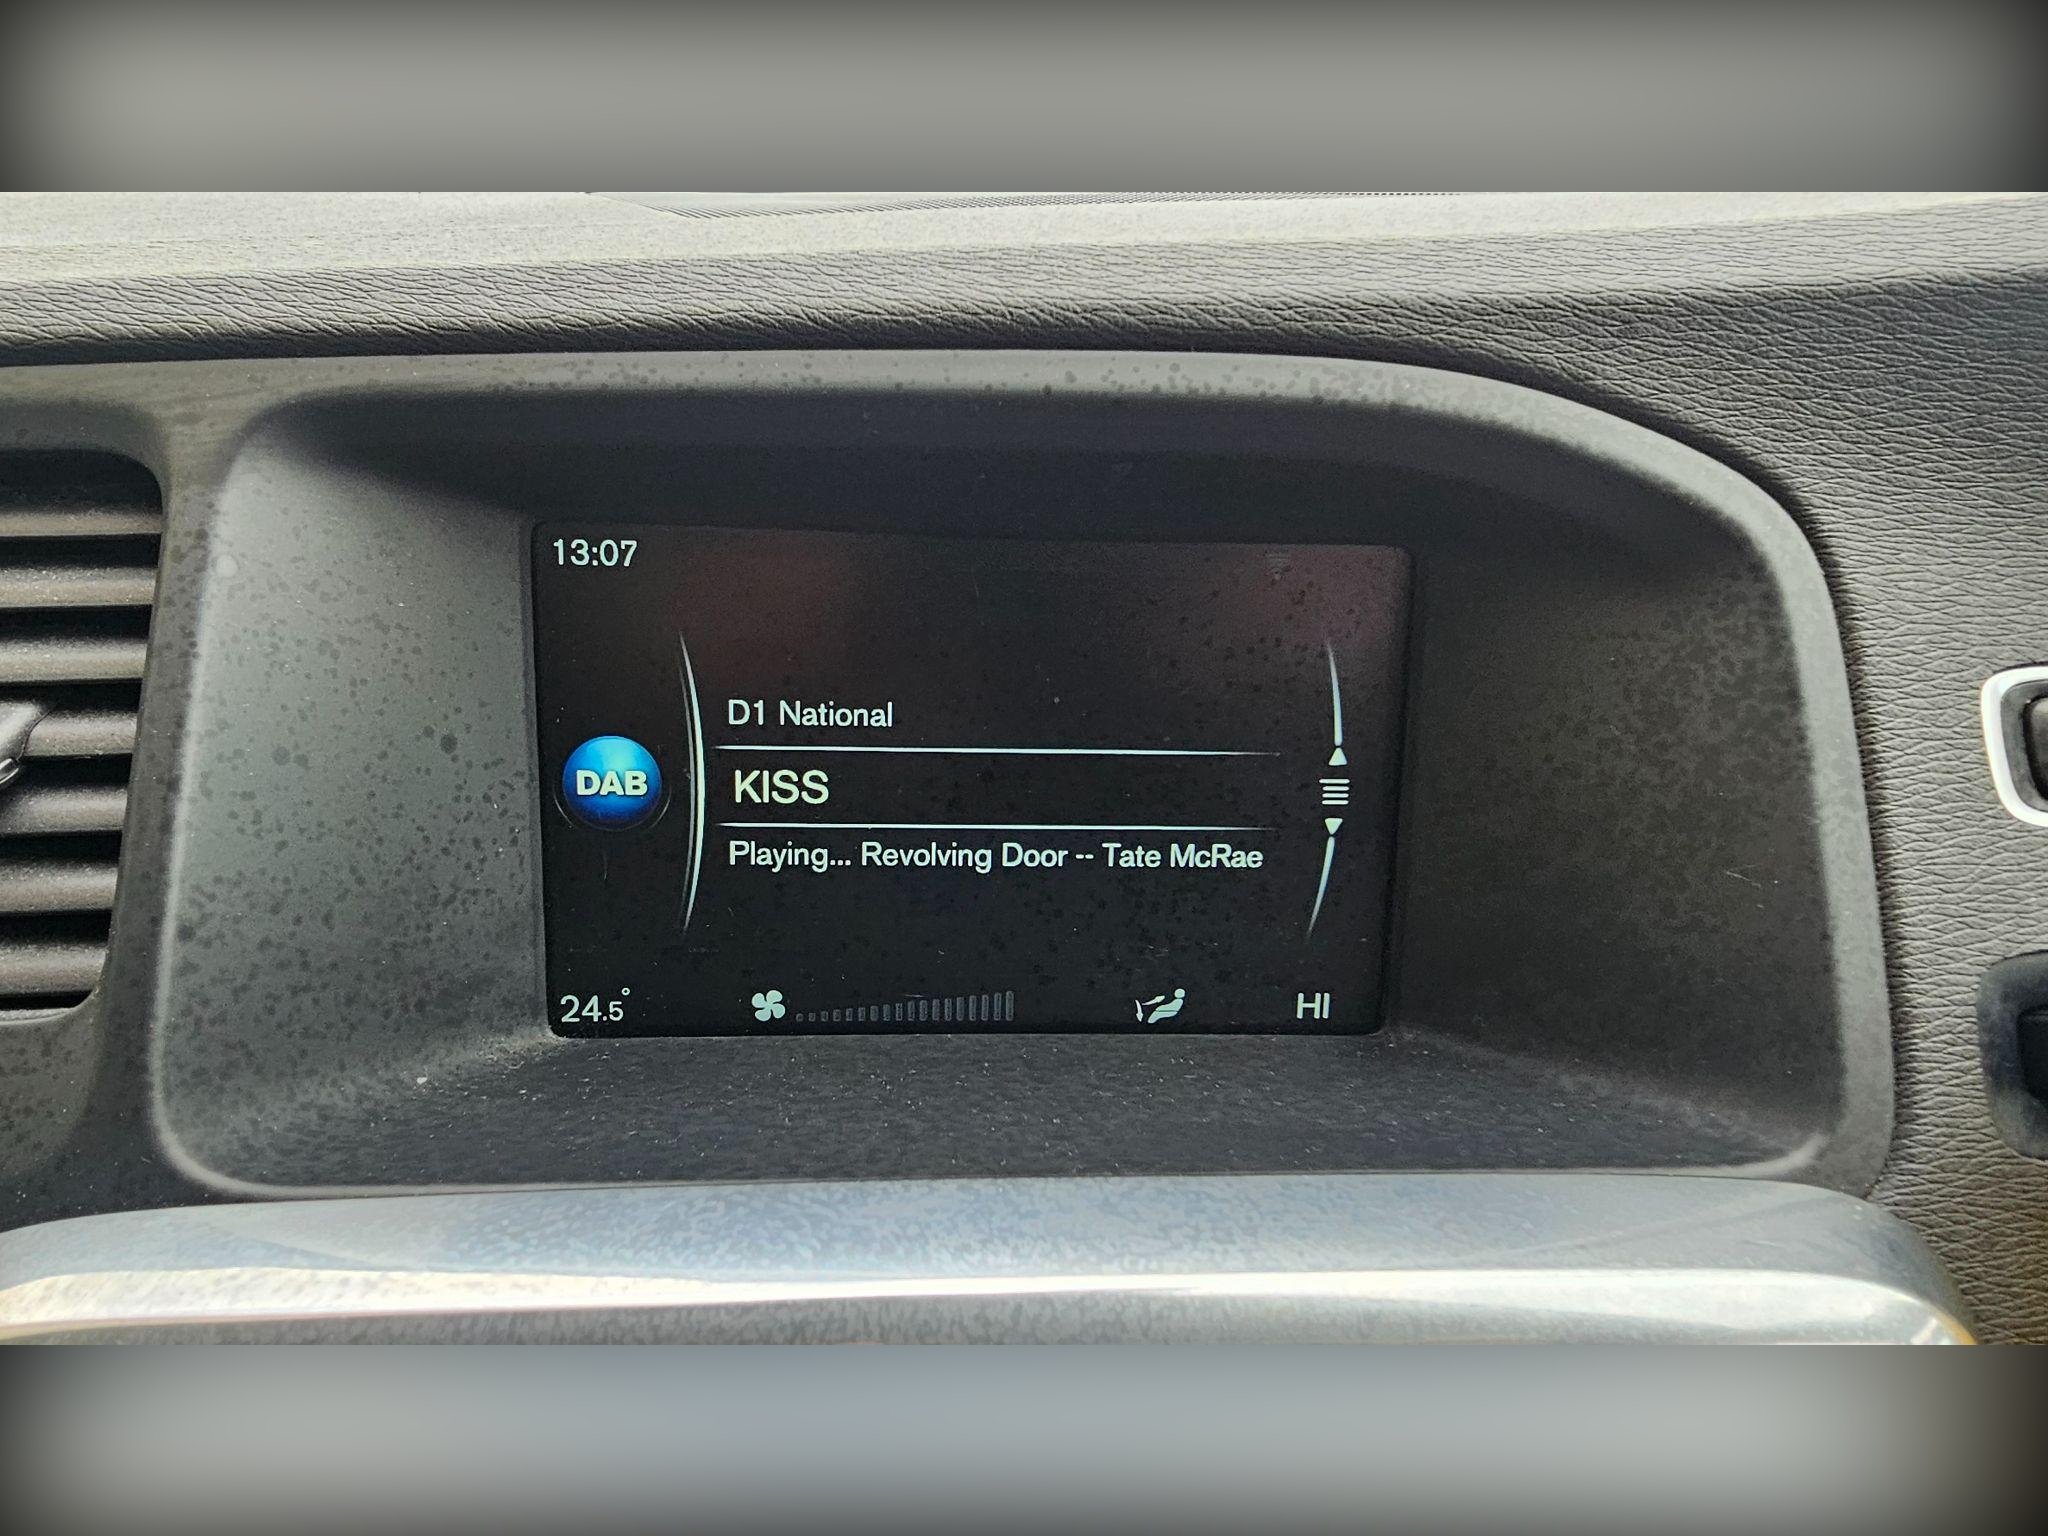 13:07
D1 National
DAB
KISS
Playing... Revolving Door -- Tate McRae
24.5° HI